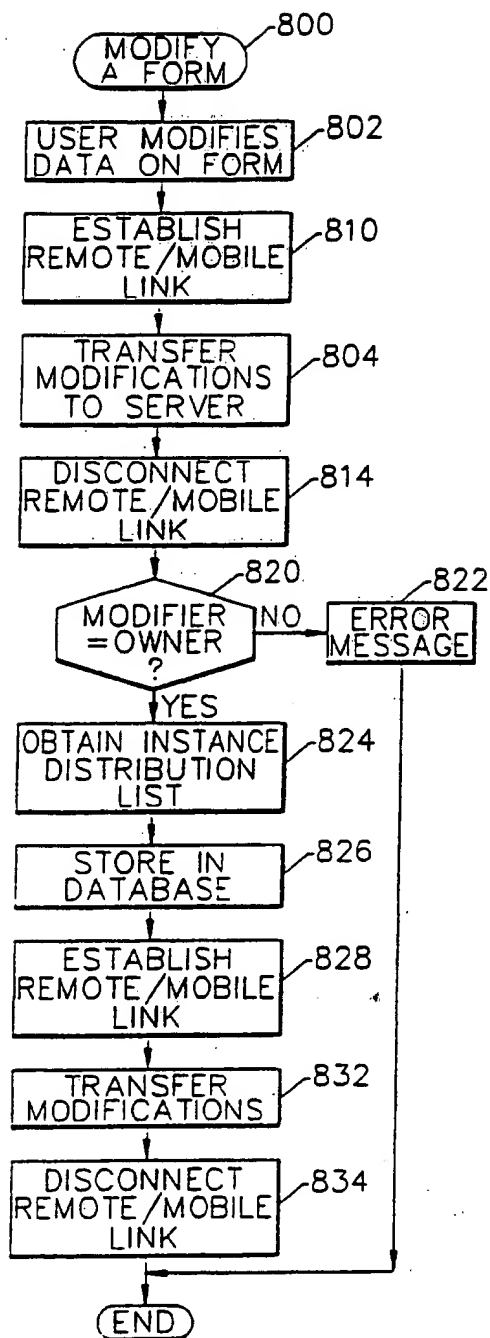 800
MODIFY
A FORM
802
USER MODIFIES
DATA ON FORM
810
ESTABLISH
REMOTE/MOBILE
LINK
804
TRANSFER
MODIFICATIONS
TO SERVER
814
DISCONNECT
REMOTE/MOBILE
LINK
820
MODIFIER
=OWNER
?
NO
822
ERROR
MESSAGE
YES
824
OBTAIN INSTANCE
DISTRIBUTION
LIST
826
STORE IN
DATABASE
828
ESTABLISH
REMOTE/MOBILE
LINK
832
TRANSFER
MODIFICATIONS
834
DISCONNECT
REMOTE/MOBILE
LINK
END